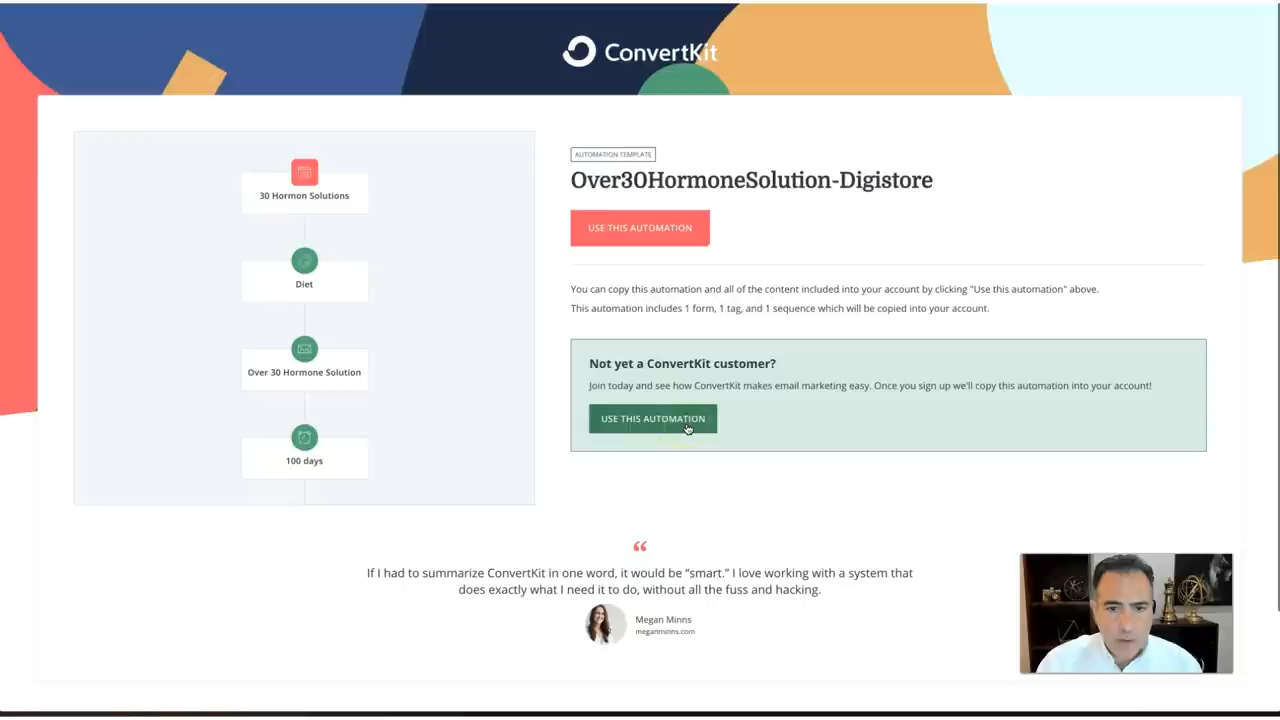 ConvertKit
30 Hormon Solutions
Diet
Over 30 Hormone Solution
100 days
AUTOMATION TEMPLATE
Over30HormoneSolution-Digistore
USE THIS AUTOMATION
You can copy this automation and all of the content included into your account by clicking "Use this automation" above.
This automation includes 1 form, 1 tag, and 1 sequence which will be copied into your account.
Not yet a ConvertKit customer?
Join today and see how ConvertKit makes email marketing easy. Once you sign up we'll copy this automation into your account!
USE THIS AUTOMATION
“
If I had to summarize ConvertKit in one word, it would be “smart.” I love working with a system that
does exactly what I need it to do, without all the fuss and hacking.
Megan Minns
meganminns.com